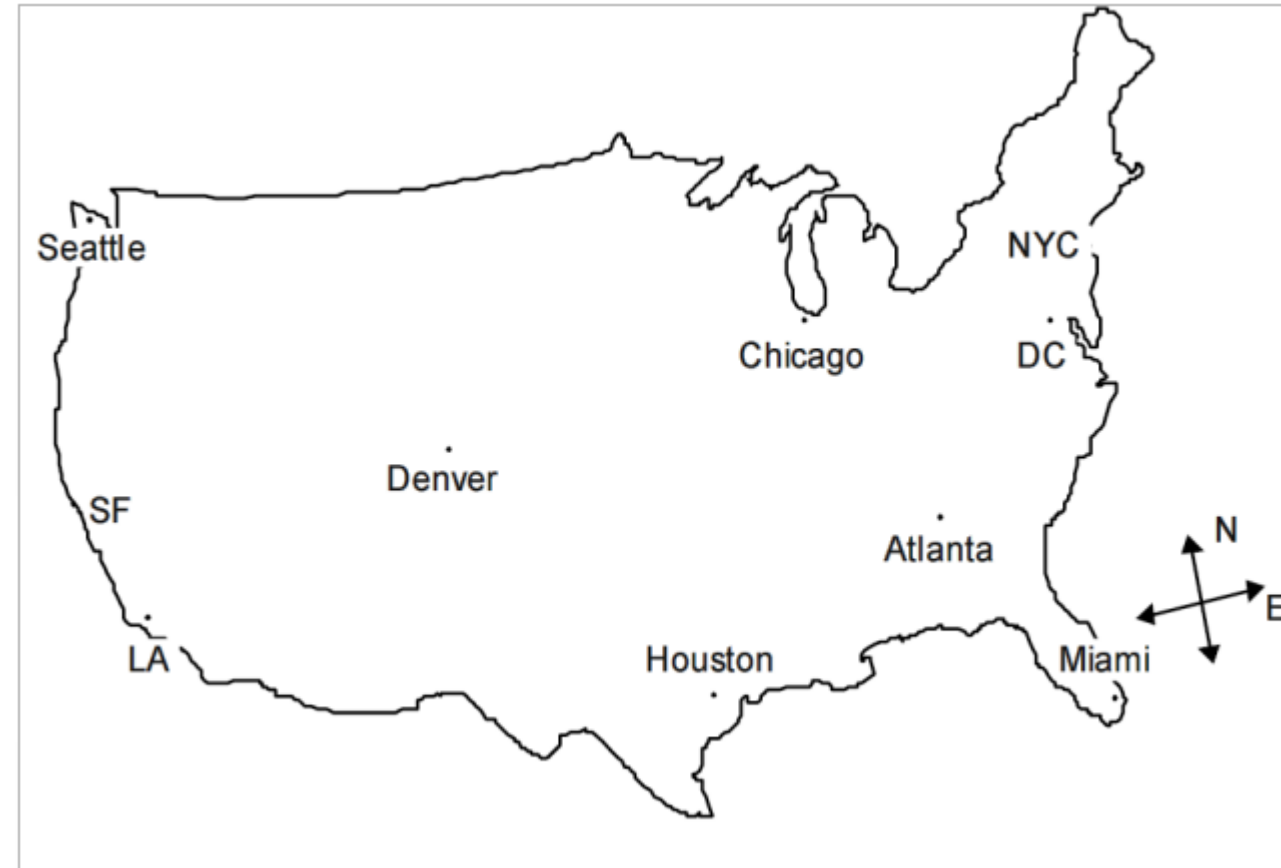 Seattle
NYC
Chicago
DC
Denver
SF
N
Atlanta
E
LA
Houston
Miami